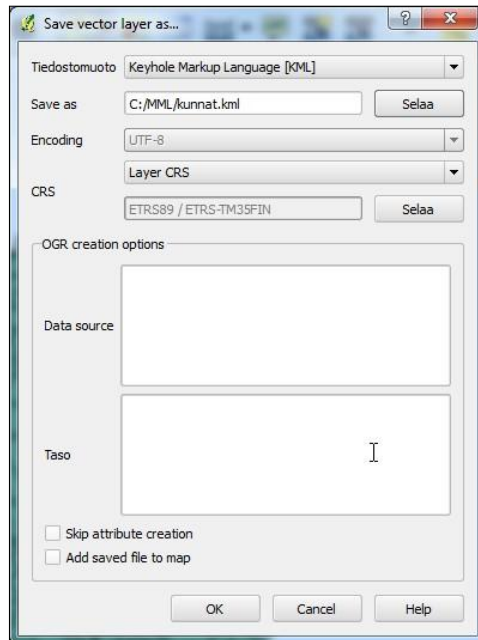 Save vector layer as...
Tiedostomuoto Keyhole Markup Language [KML]
Save as C:/MML/kunnat.kml Selaa
Encoding UTF-8
CRS Layer CRS
ETRS89 / ETRS-TM35FIN Selaa
OGR creation options
Data source
Taso
Skip attribute creation
Add saved file to map
OK Cancel Help